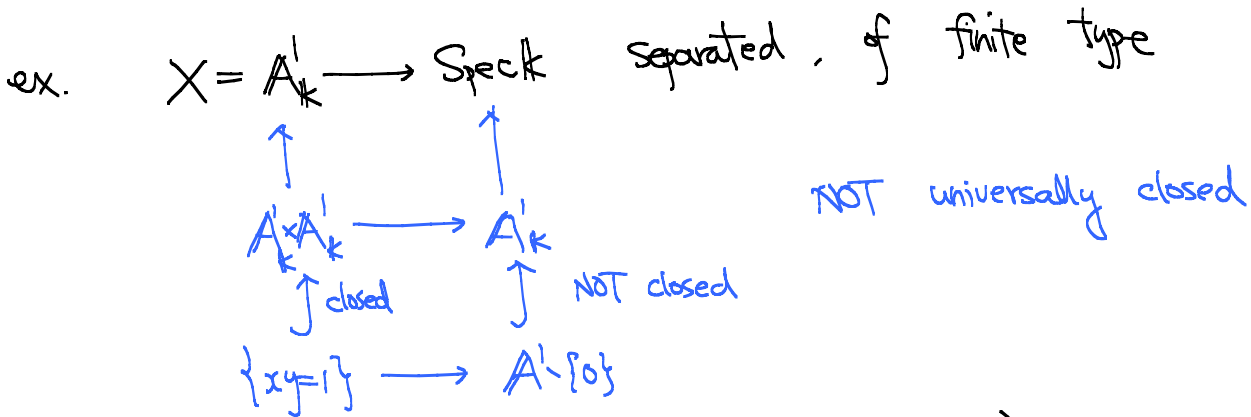 ex. X = 𝔸¹ₖ ⟶ Spec k separated, of finite type
↑ ↑ NOT universally closed
𝔸¹ₖ × 𝔸¹ₖ ⟶ 𝔸¹ₖ
↑ closed ↑ NOT closed
{xy=1} ⟶ 𝔸¹∖{0}